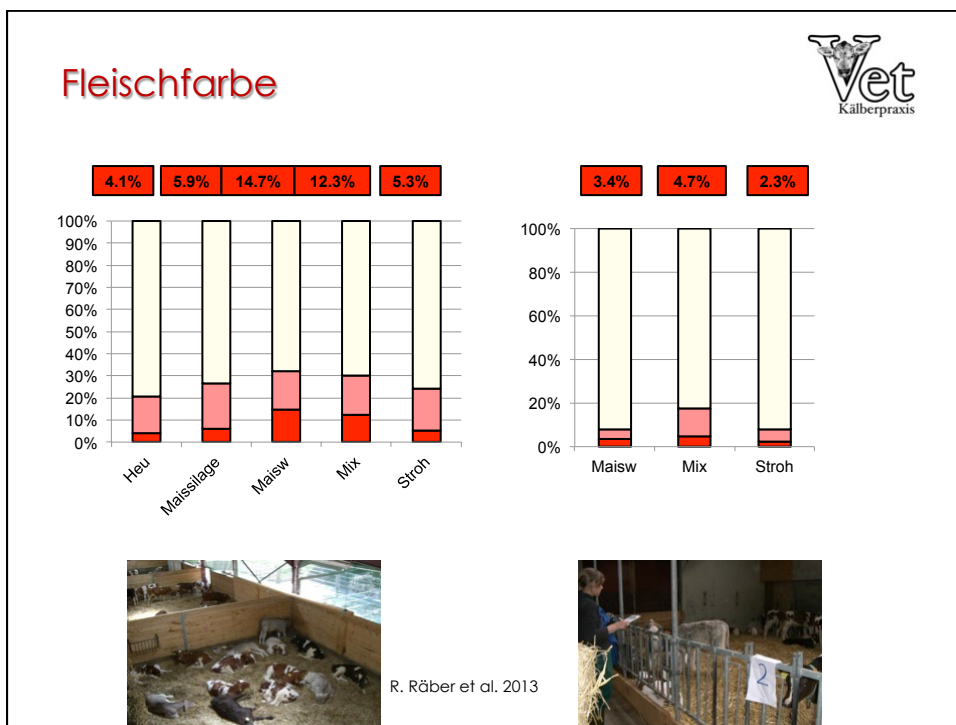 Fleischfarbe
Vet
Kälberpraxis
4.1% 5.9% 14.7% 12.3% 5.3%
100%
90%
80%
70%
60%
50%
40%
30%
20%
10%
0%
Heu Maissilage Maisw Mix Stroh
3.4% 4.7% 2.3%
100%
80%
60%
40%
20%
0%
Maisw Mix Stroh
R. Räber et al. 2013
2